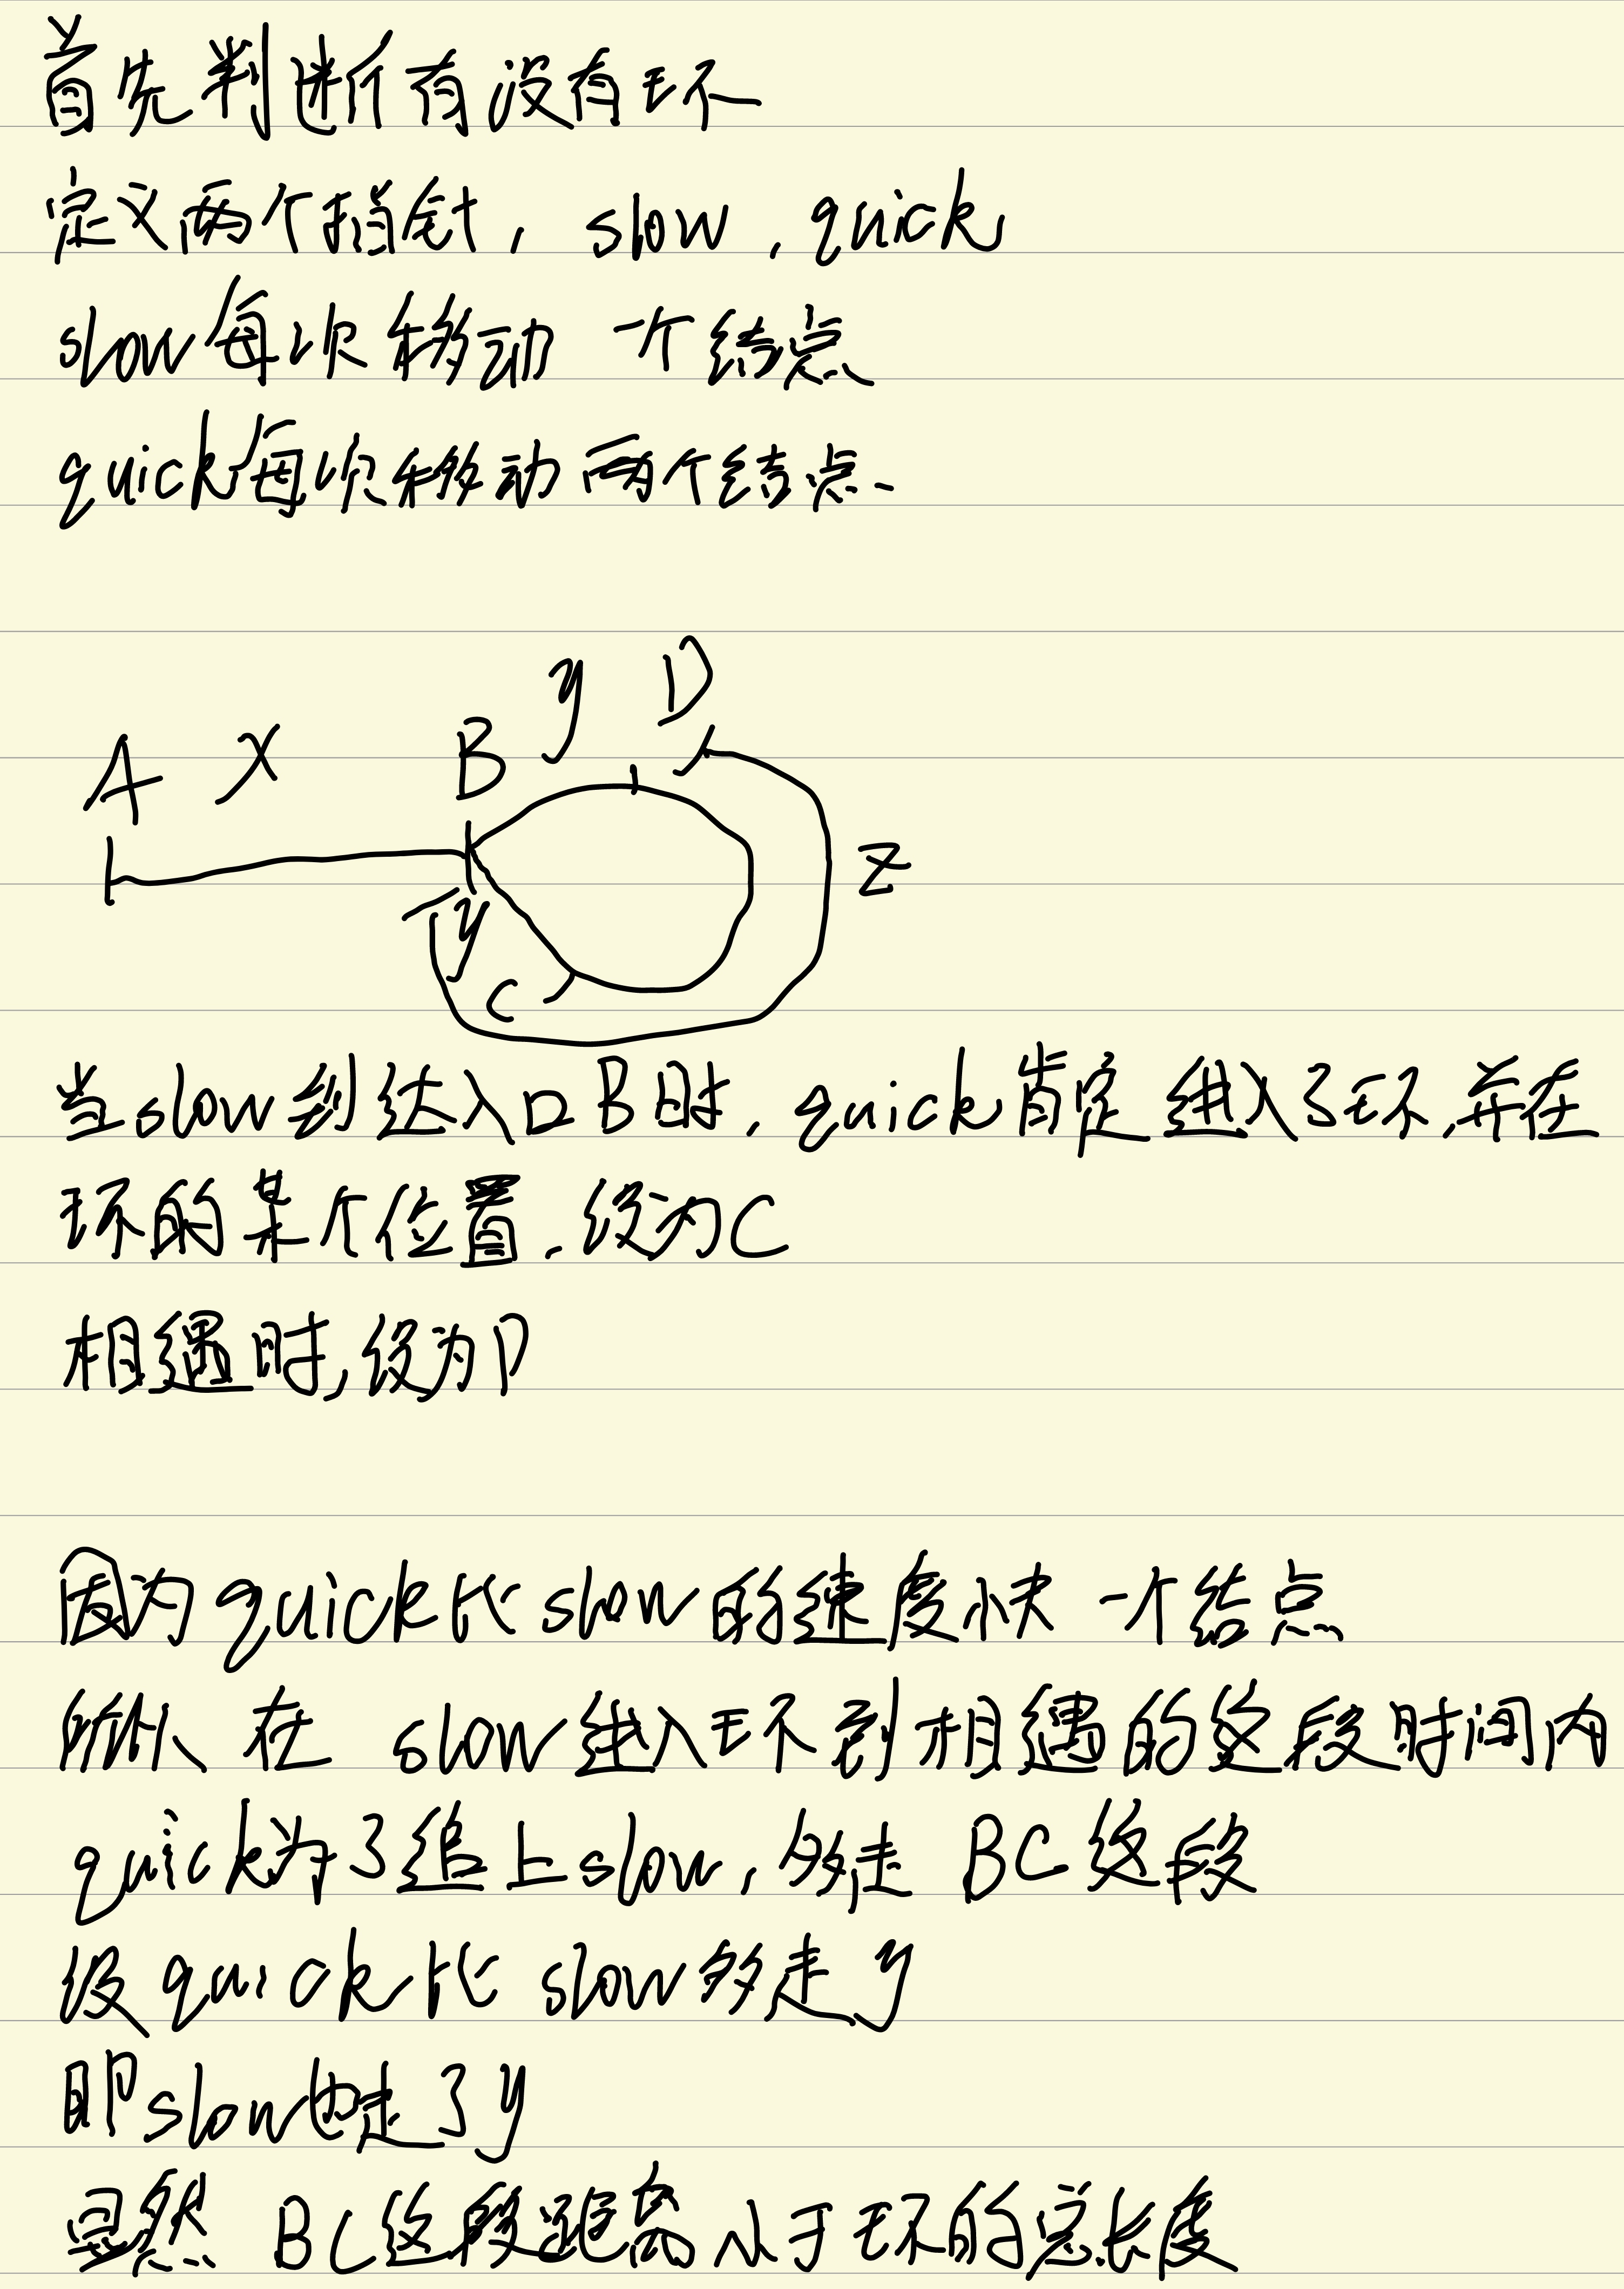 首先判断有没有环
定义两个指针, slow, quick
slow每次移动一个结点
quick每次移动两个结点.
y D
A X B
z
y
C
当slow到达入口B时, quick肯定进入了环,并在
环的某个位置.设为C
相遇时,设为D
因为quick比slow的速度快一个结点
所以在 slow进入环到相遇的这段时间内
quick为了追上slow,多走 BC这段
设quick比slow多走y
即slow也走了y
显然 BC这段距离小于环的总长度